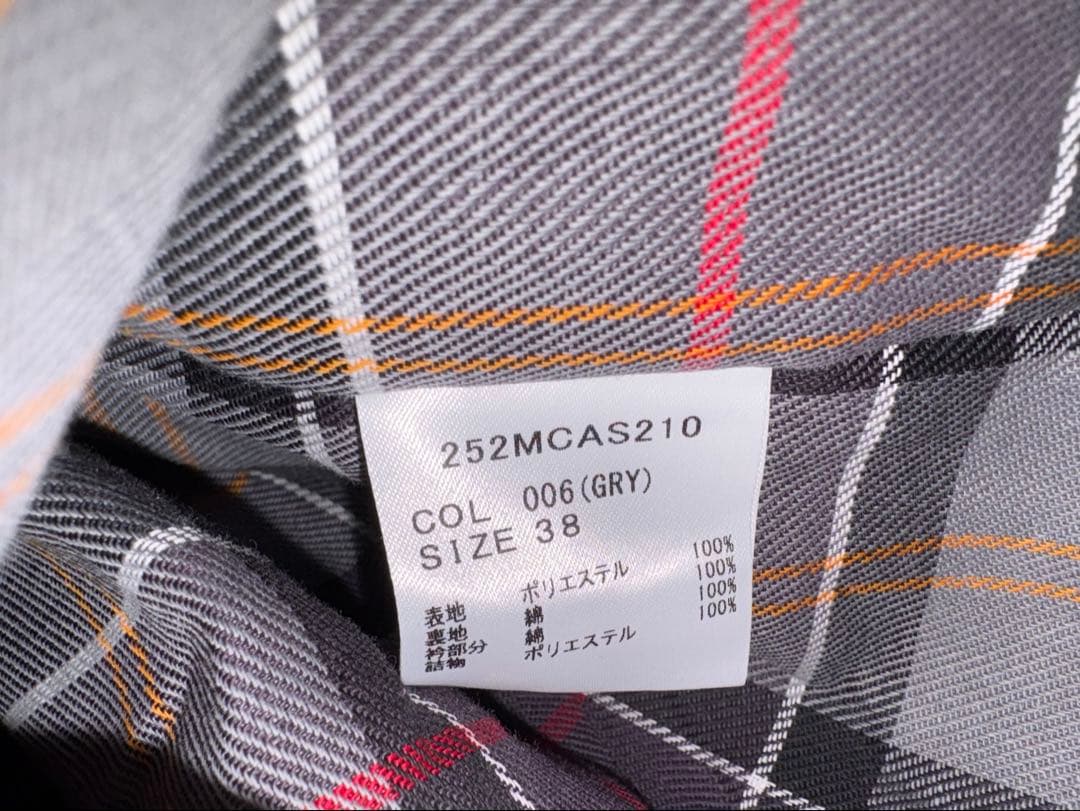 252MCAS210
COL 006(GRY)
SIZE 38
表地 ポリエステル 100%
裏地 綿 100%
衿部分 綿 100%
詰物 ポリエステル 100%